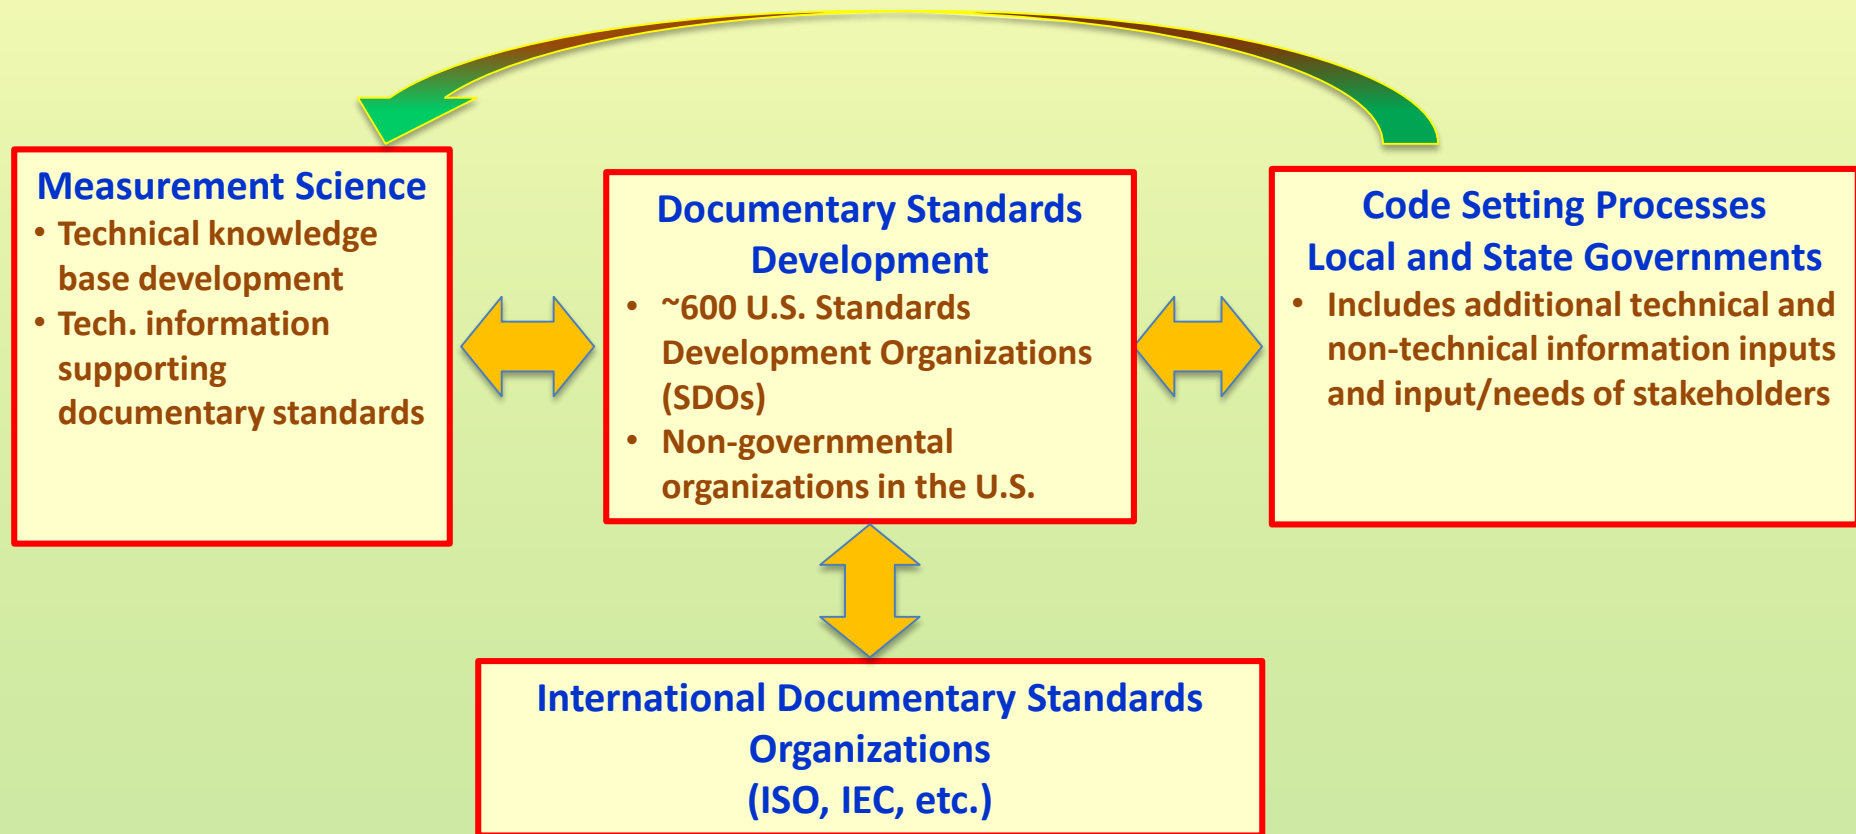 Measurement Science
• Technical knowledge
base development
• Tech. information
supporting
documentary standards
Documentary Standards
Development
• ~600 U.S. Standards
Development Organizations
(SDOs)
• Non-governmental
organizations in the U.S.
Code Setting Processes
Local and State Governments
• Includes additional technical and
non-technical information inputs
and input/needs of stakeholders
International Documentary Standards
Organizations
(ISO, IEC, etc.)